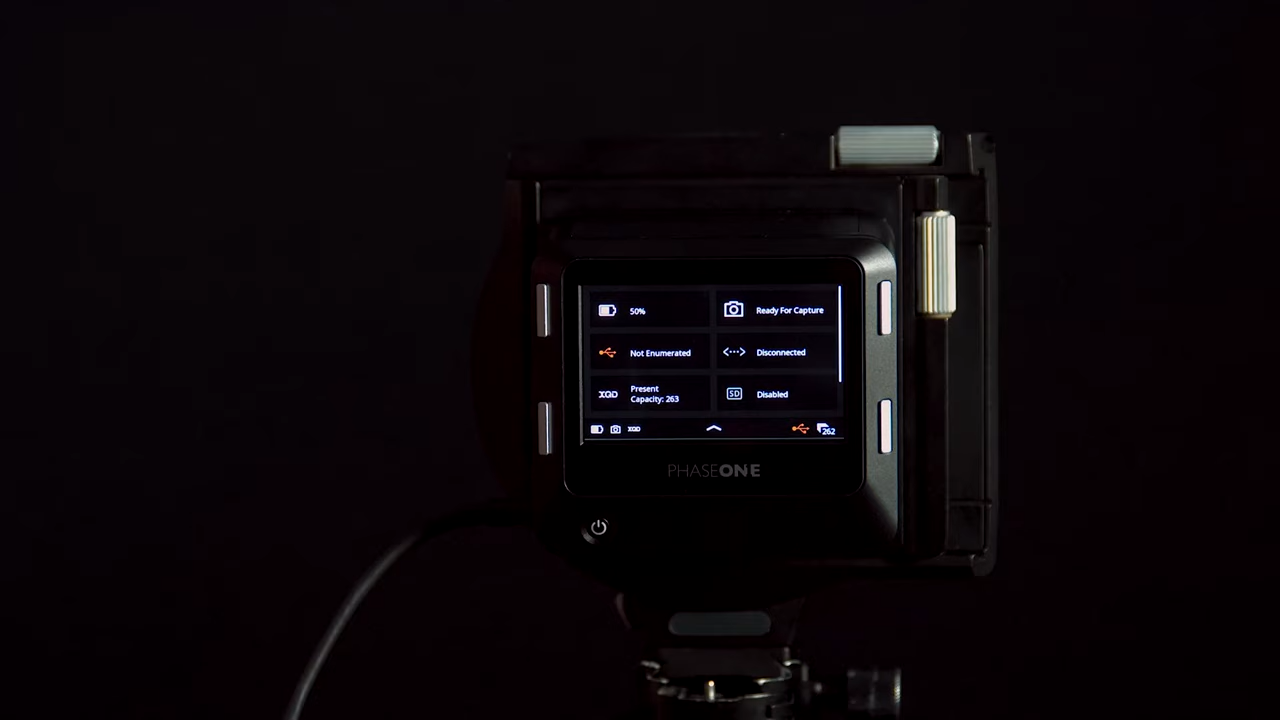 50%
Ready For Capture
Not Enumerated
Disconnected
XQD
Present
Capacity: 263
SD
Disabled
XQD
262
PHASEONE